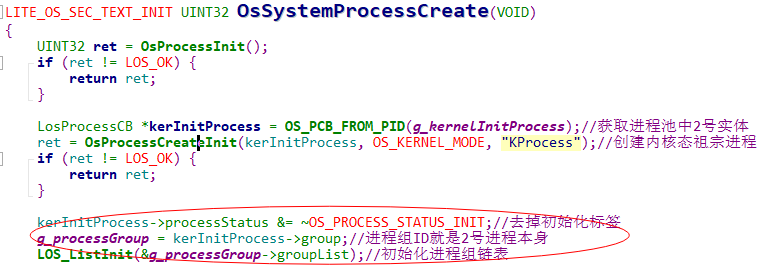 LITE_OS_SEC_TEXT_INIT UINT32 OsSystemProcessCreate(VOID)
{
UINT32 ret = OsProcessInit();
if (ret != LOS_OK) {
return ret;
}
LosProcessCB *kerInitProcess = OS_PCB_FROM_PID(g_kernelInitProcess);//获取进程池中2号实体
ret = OsProcessCreateInit(kerInitProcess, OS_KERNEL_MODE, "KProcess");//创建内核态祖宗进程
if (ret != LOS_OK) {
return ret;
}
kerInitProcess->processStatus &= ~OS_PROCESS_STATUS_INIT;//去掉初始化标签
g_processGroup = kerInitProcess->group;//进程组ID就是2号进程本身
LOS_ListInit(&g_processGroup->groupList);//初始化进程组链表